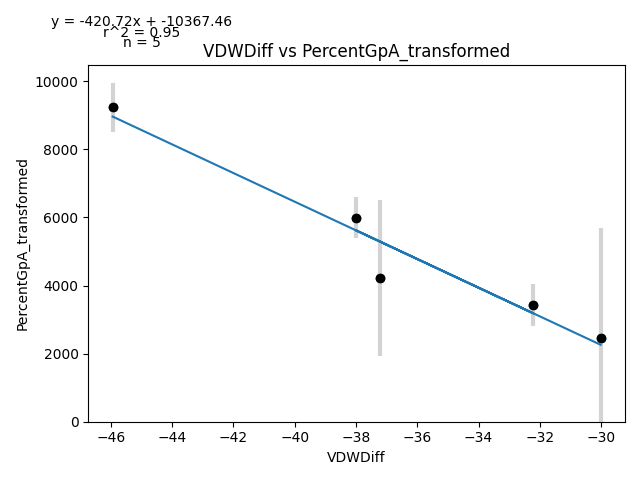 y = -420.72x + -10367.46
r^2 = 0.95
n = 5
VDWDiff vs PercentGpA_transformed
10000
8000
6000
4000
2000
0
PercentGpA_transformed
−46 −44 −42 −40 −38 −36 −34 −32 −30
VDWDiff